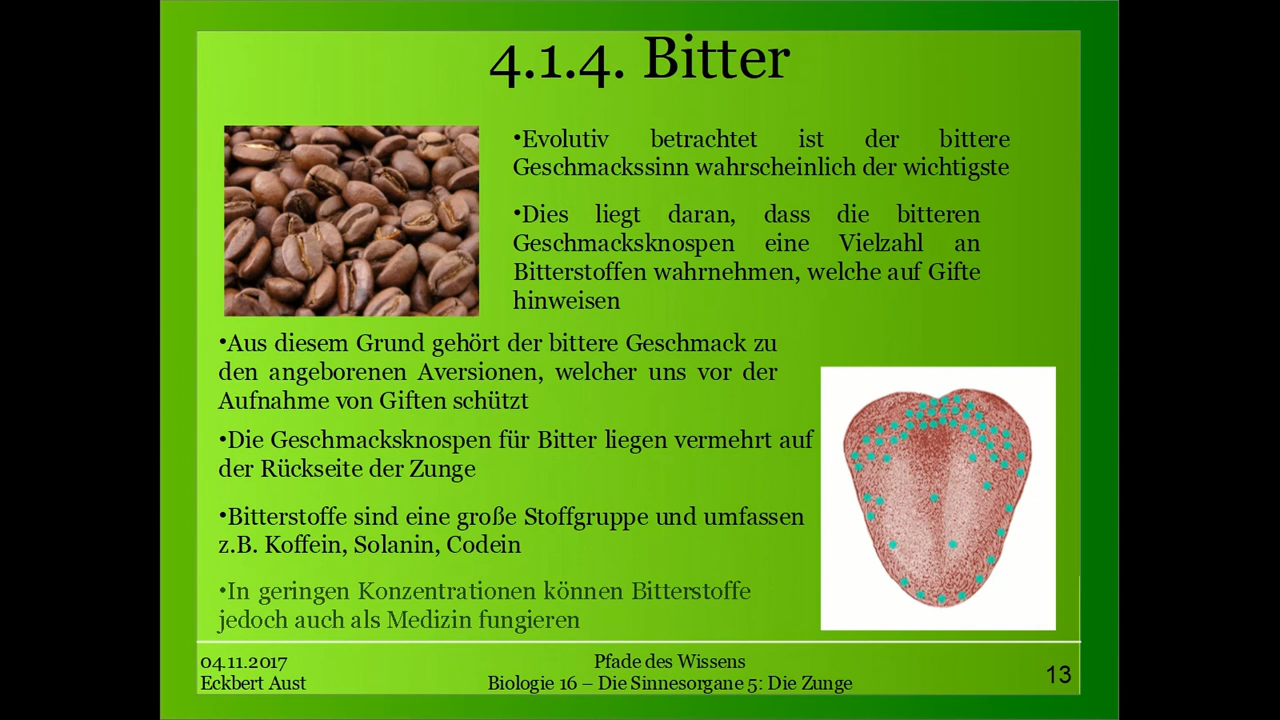 4.1.4. Bitter
•Evolutiv betrachtet ist der bittere
Geschmackssinn wahrscheinlich der wichtigste
•Dies liegt daran, dass die bitteren
Geschmacksknospen eine Vielzahl an
Bitterstoffen wahrnehmen, welche auf Gifte
hinweisen
•Aus diesem Grund gehört der bittere Geschmack zu
den angeborenen Aversionen, welcher uns vor der
Aufnahme von Giften schützt
•Die Geschmacksknospen für Bitter liegen vermehrt auf
der Rückseite der Zunge
•Bitterstoffe sind eine große Stoffgruppe und umfassen
z.B. Koffein, Solanin, Codein
•In geringen Konzentrationen können Bitterstoffe
jedoch auch als Medizin fungieren
04.11.2017
Eckbert Aust
Pfade des Wissens
Biologie 16 – Die Sinnesorgane 5: Die Zunge
13